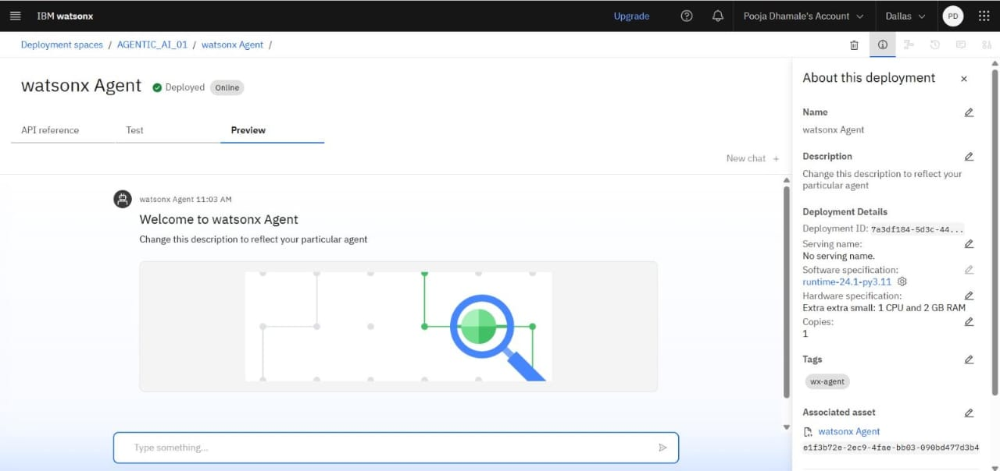 IBM watsonx
Upgrade
Pooja Dhamale's Account
Dallas
PD
Deployment spaces / AGENTIC_AI_01 / watsonx Agent /
watsonx Agent
Deployed
Online
API reference
Test
Preview
New chat +
watsonx Agent 11:03 AM
Welcome to watsonx Agent
Change this description to reflect your particular agent
Type something...
About this deployment
Name
watsonx Agent
Description
Change this description to reflect your
particular agent
Deployment Details
Deployment ID: 7a3df184-5d3c-44...
Serving name:
No serving name.
Software specification:
runtime-24.1-py3.11
Hardware specification:
Extra extra small: 1 CPU and 2 GB RAM
Copies:
1
Tags
wx-agent
Associated asset
watsonx Agent
e1f3b72e-2ec9-4fae-bb03-090bd477d3b4